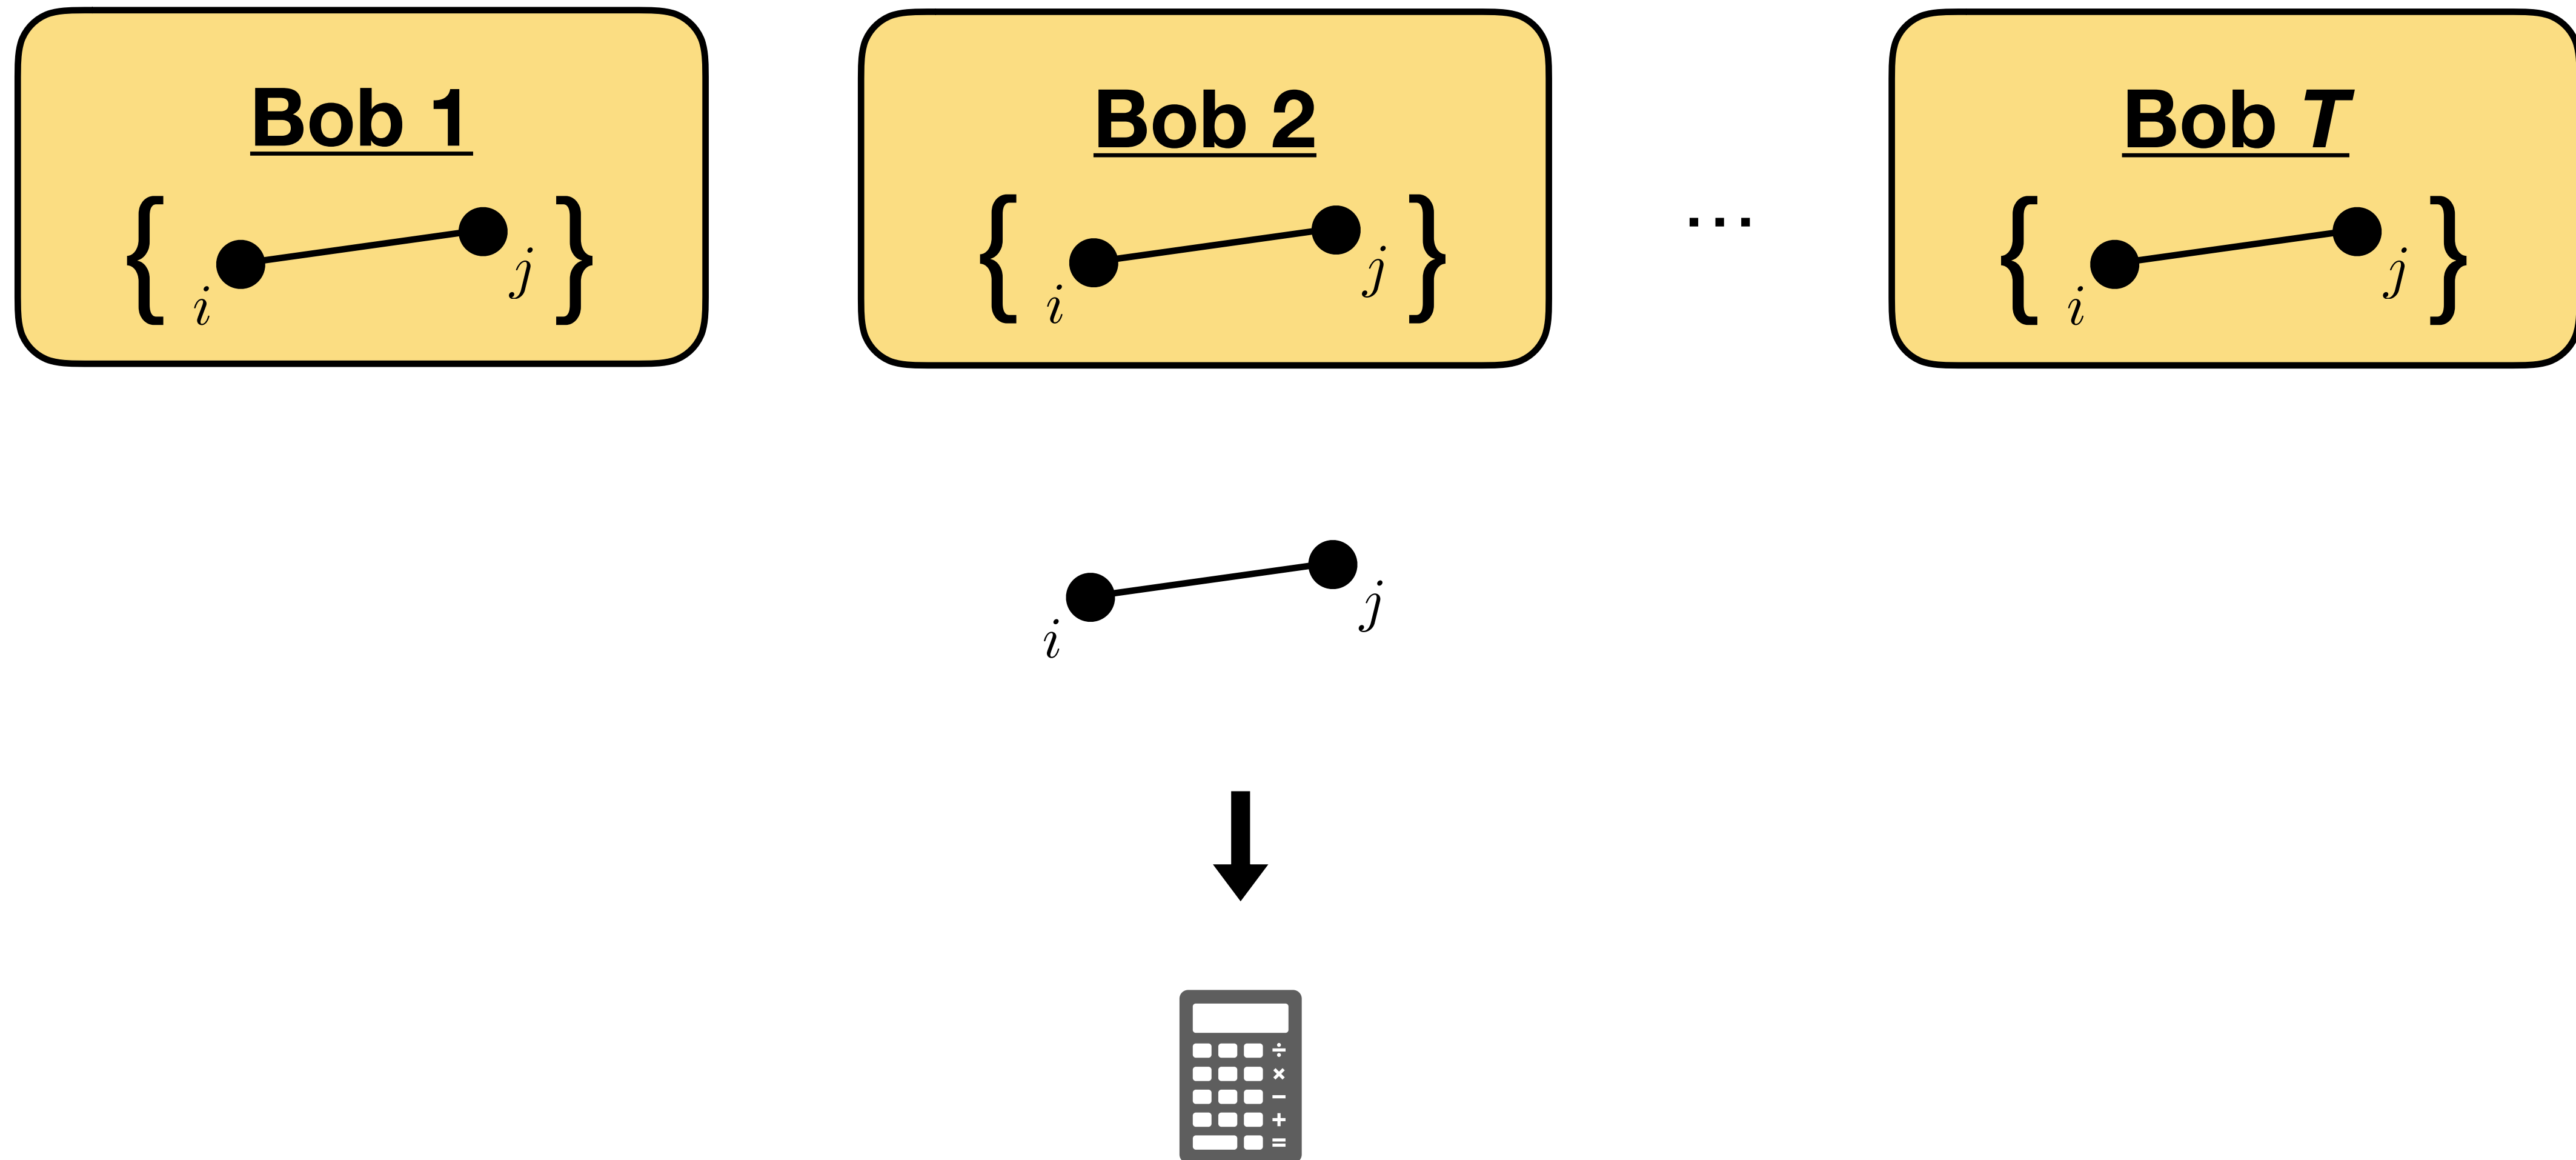 Bob 1 Bob 2 ... Bob T
{ i j } { i j } { i j }
i j
÷
×
−
+
=